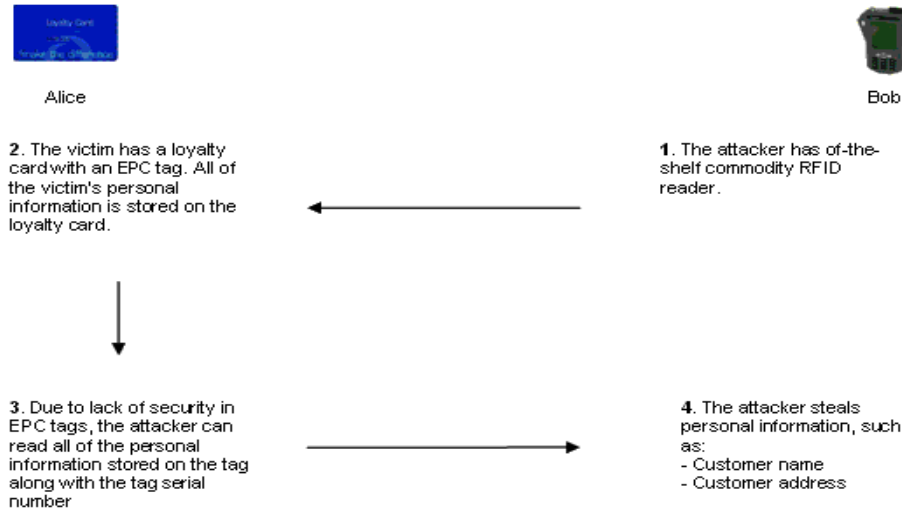 Loyalty Card
make the difference
Alice
Bob
2. The victim has a loyalty
card with an EPC tag. All of
the victim's personal
information is stored on the
loyalty card.
1. The attacker has of-the-
shelf commodity RFID
reader.
3. Due to lack of security in
EPC tags, the attacker can
read all of the personal
information stored on the tag
along with the tag serial
number
4. The attacker steals
personal information, such
as:
- Customer name
- Customer address